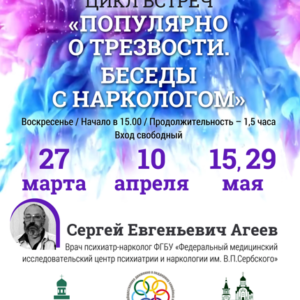 ЦИКЛ ВСТРЕЧ
«ПОПУЛЯРНО
О ТРЕЗВОСТИ.
БЕСЕДЫ
С НАРКОЛОГОМ»
Воскресенье / Начало в 15.00 / Продолжительность – 1,5 часа
Вход свободный
27 марта
10 апреля
15, 29 мая
Сергей Евгеньевич Агеев
Врач психиатр-нарколог ФГБУ «Федеральный медицинский
исследовательский центр психиатрии и наркологии им. В.П.Сербского»